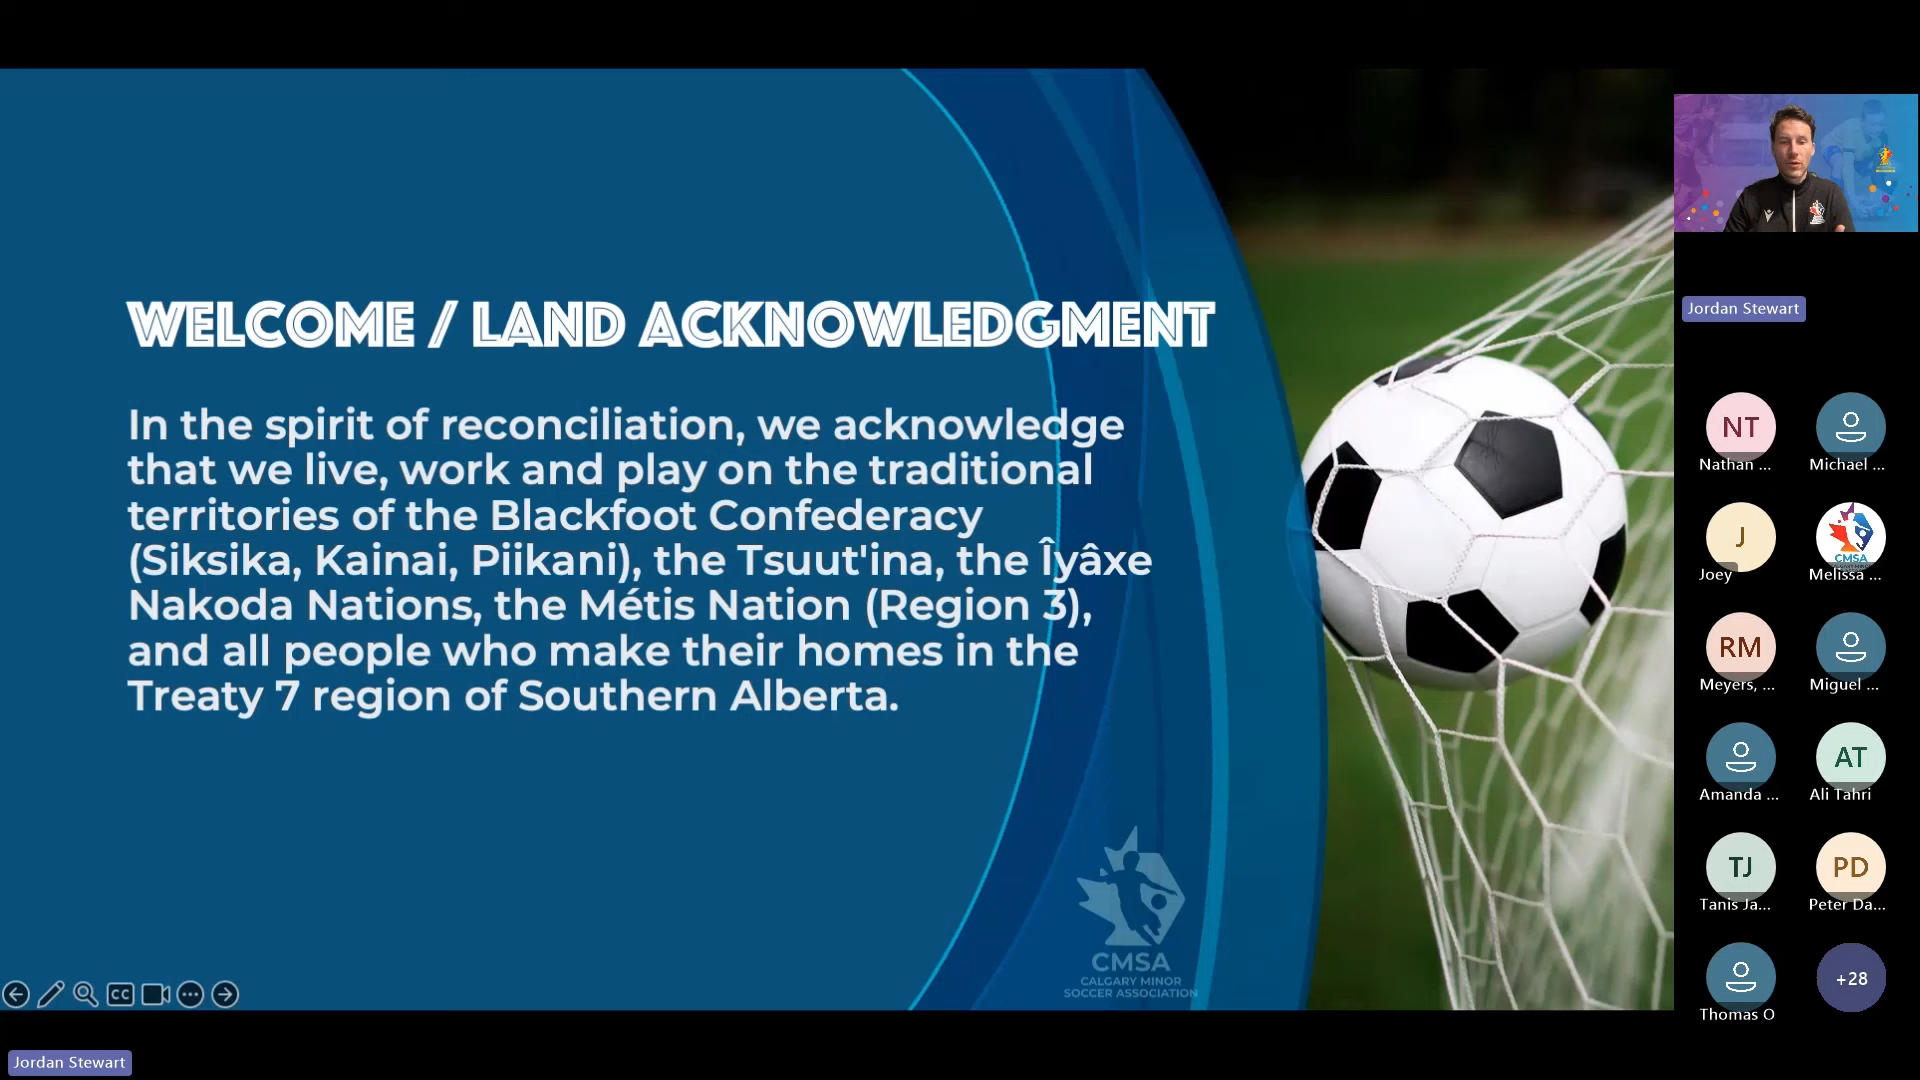 WELCOME / LAND ACKNOWLEDGMENT
In the spirit of reconciliation, we acknowledge
that we live, work and play on the traditional
territories of the Blackfoot Confederacy
(Siksika, Kainai, Piikani), the Tsuut'ina, the Îyâxe
Nakoda Nations, the Métis Nation (Region 3),
and all people who make their homes in the
Treaty 7 region of Southern Alberta.
CMSA
CALGARY MINOR
SOCCER ASSOCIATION
CC
Jordan Stewart
Jordan Stewart
NT
Nathan ...
Michael ...
J
Joey
CMSA
Melissa ...
RM
Meyers, ...
Miguel ...
Amanda ...
AT
Ali Tahri
TJ
Tanis Ja...
PD
Peter Da...
Thomas O
+28